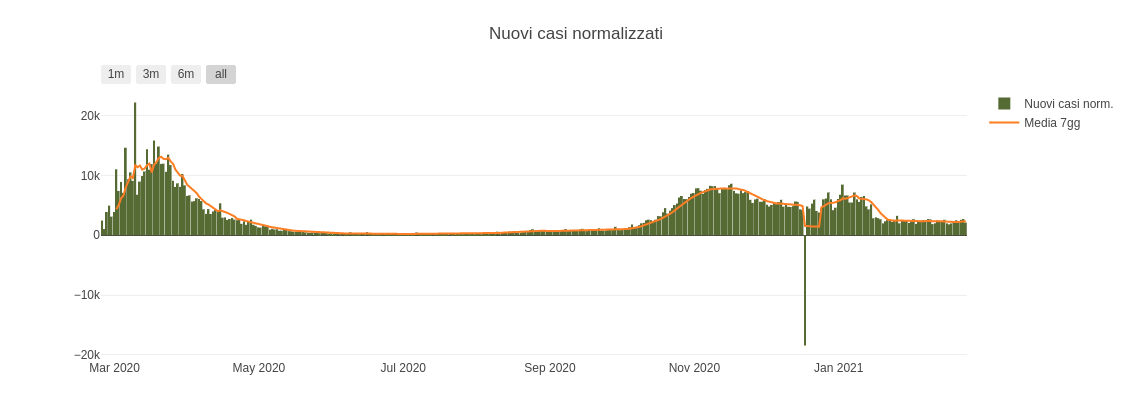 Nuovi casi normalizzati
1m 3m 6m all
Nuovi casi norm.
Media 7gg
20k
10k
0
−10k
−20k
Mar 2020 May 2020 Jul 2020 Sep 2020 Nov 2020 Jan 2021